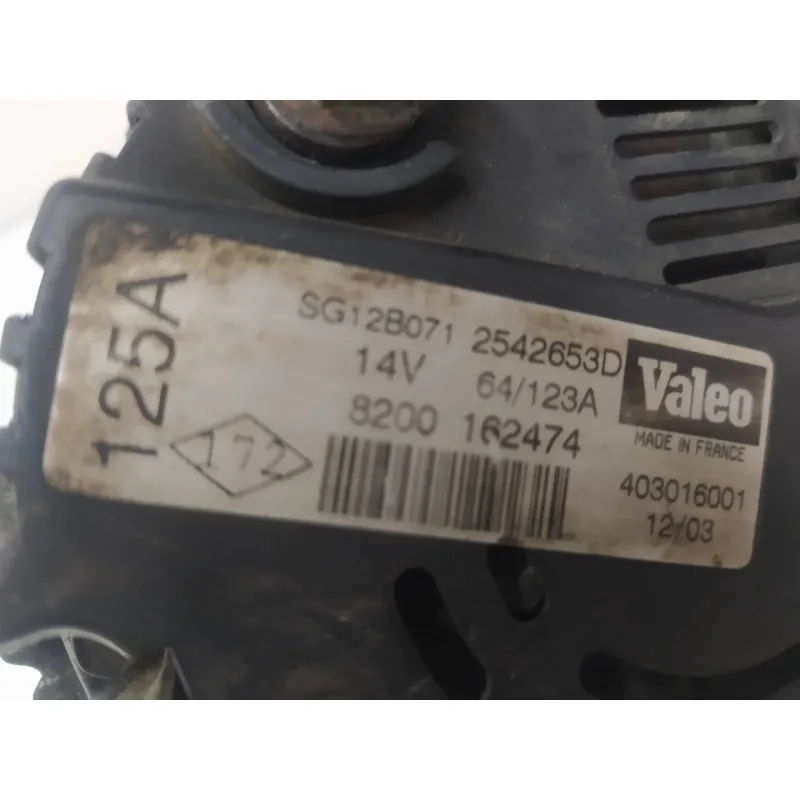 125A
SG12B071 2542653D
14V 64/123A
8200 162474
172
Valeo
MADE IN FRANCE
403016001
12/03